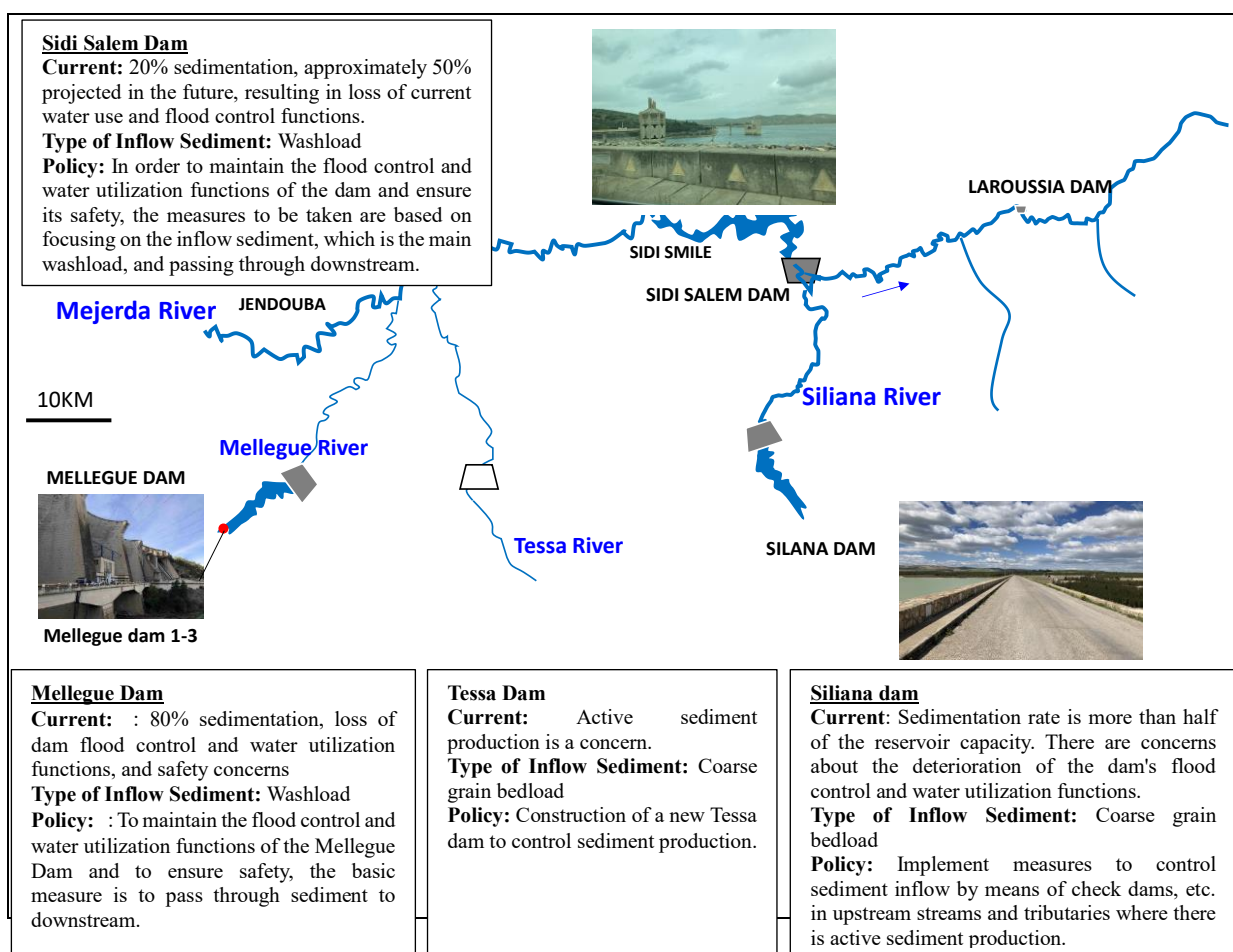 Sidi Salem Dam
Current: 20% sedimentation, approximately 50%
projected in the future, resulting in loss of current
water use and flood control functions.
Type of Inflow Sediment: Washload
Policy: In order to maintain the flood control and
water utilization functions of the dam and ensure
its safety, the measures to be taken are based on
focusing on the inflow sediment, which is the main
washload, and passing through downstream.
LAROUSSIA DAM
SIDI SMILE
SIDI SALEM DAM
Mejerda River
JENDOUBA
10KM
Siliana River
Mellegue River
MELLEGUE DAM
Tessa River
SILANA DAM
Mellegue dam 1-3
Mellegue Dam
Current: : 80% sedimentation, loss of
dam flood control and water utilization
functions, and safety concerns
Type of Inflow Sediment: Washload
Policy: : To maintain the flood control and
water utilization functions of the Mellegue
Dam and to ensure safety, the basic
measure is to pass through sediment to
downstream.
Tessa Dam
Current: Active sediment
production is a concern.
Type of Inflow Sediment: Coarse
grain bedload
Policy: Construction of a new Tessa
dam to control sediment production.
Siliana dam
Current: Sedimentation rate is more than half
of the reservoir capacity. There are concerns
about the deterioration of the dam's flood
control and water utilization functions.
Type of Inflow Sediment: Coarse grain
bedload
Policy: Implement measures to control
sediment inflow by means of check dams, etc.
in upstream streams and tributaries where there
is active sediment production.